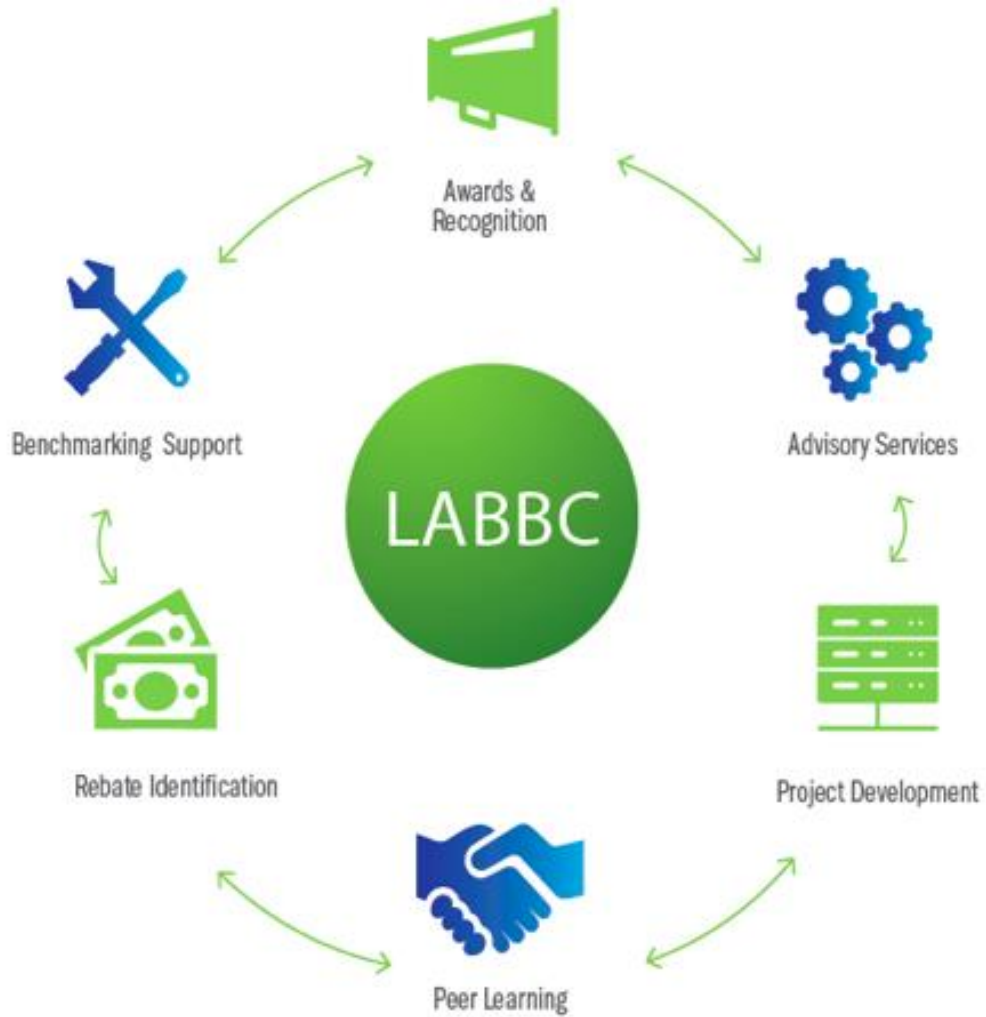 Awards &
Recognition
Benchmarking Support
Advisory Services
LABBC
Rebate Identification
Project Development
Peer Learning